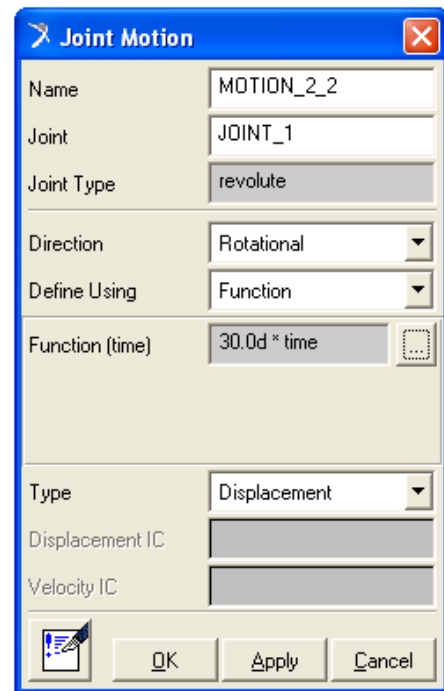 Joint Motion
Name MOTION_2_2
Joint JOINT_1
Joint Type revolute
Direction Rotational
Define Using Function
Function (time) 30.0d * time ...
Type Displacement
Displacement IC
Velocity IC
OK Apply Cancel